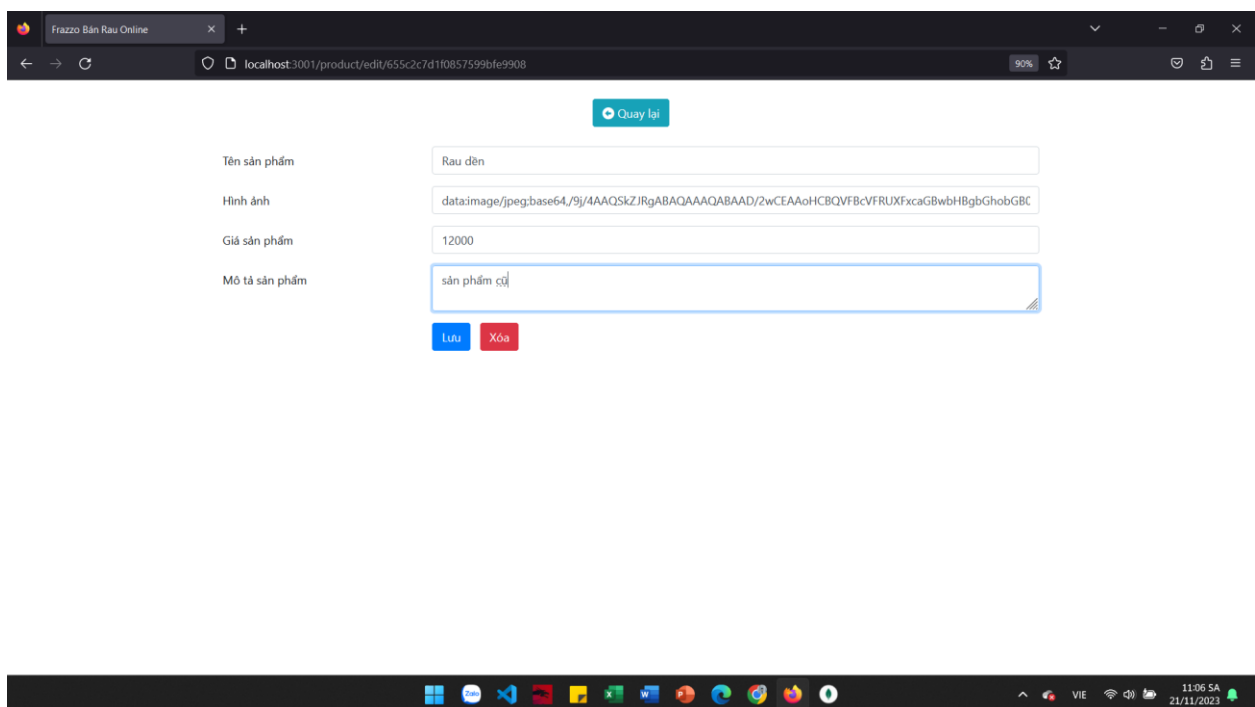 Frazzo Bán Rau Online
localhost:3001/product/edit/655c2c7d1f0857599bfe9908
90%
Quay lại
Tên sản phẩm
Rau dền
Hình ảnh
data:image/jpeg;base64,/9j/4AAQSkZJRgABAQAAAQABAAD/2wCEAAoHCBQVFBcVFRUXFxcaGBwbHBgbGhobGBC
Giá sản phẩm
12000
Mô tả sản phẩm
sản phẩm cũ
Lưu
Xóa
Zalo
VIE
11:06 SA
21/11/2023